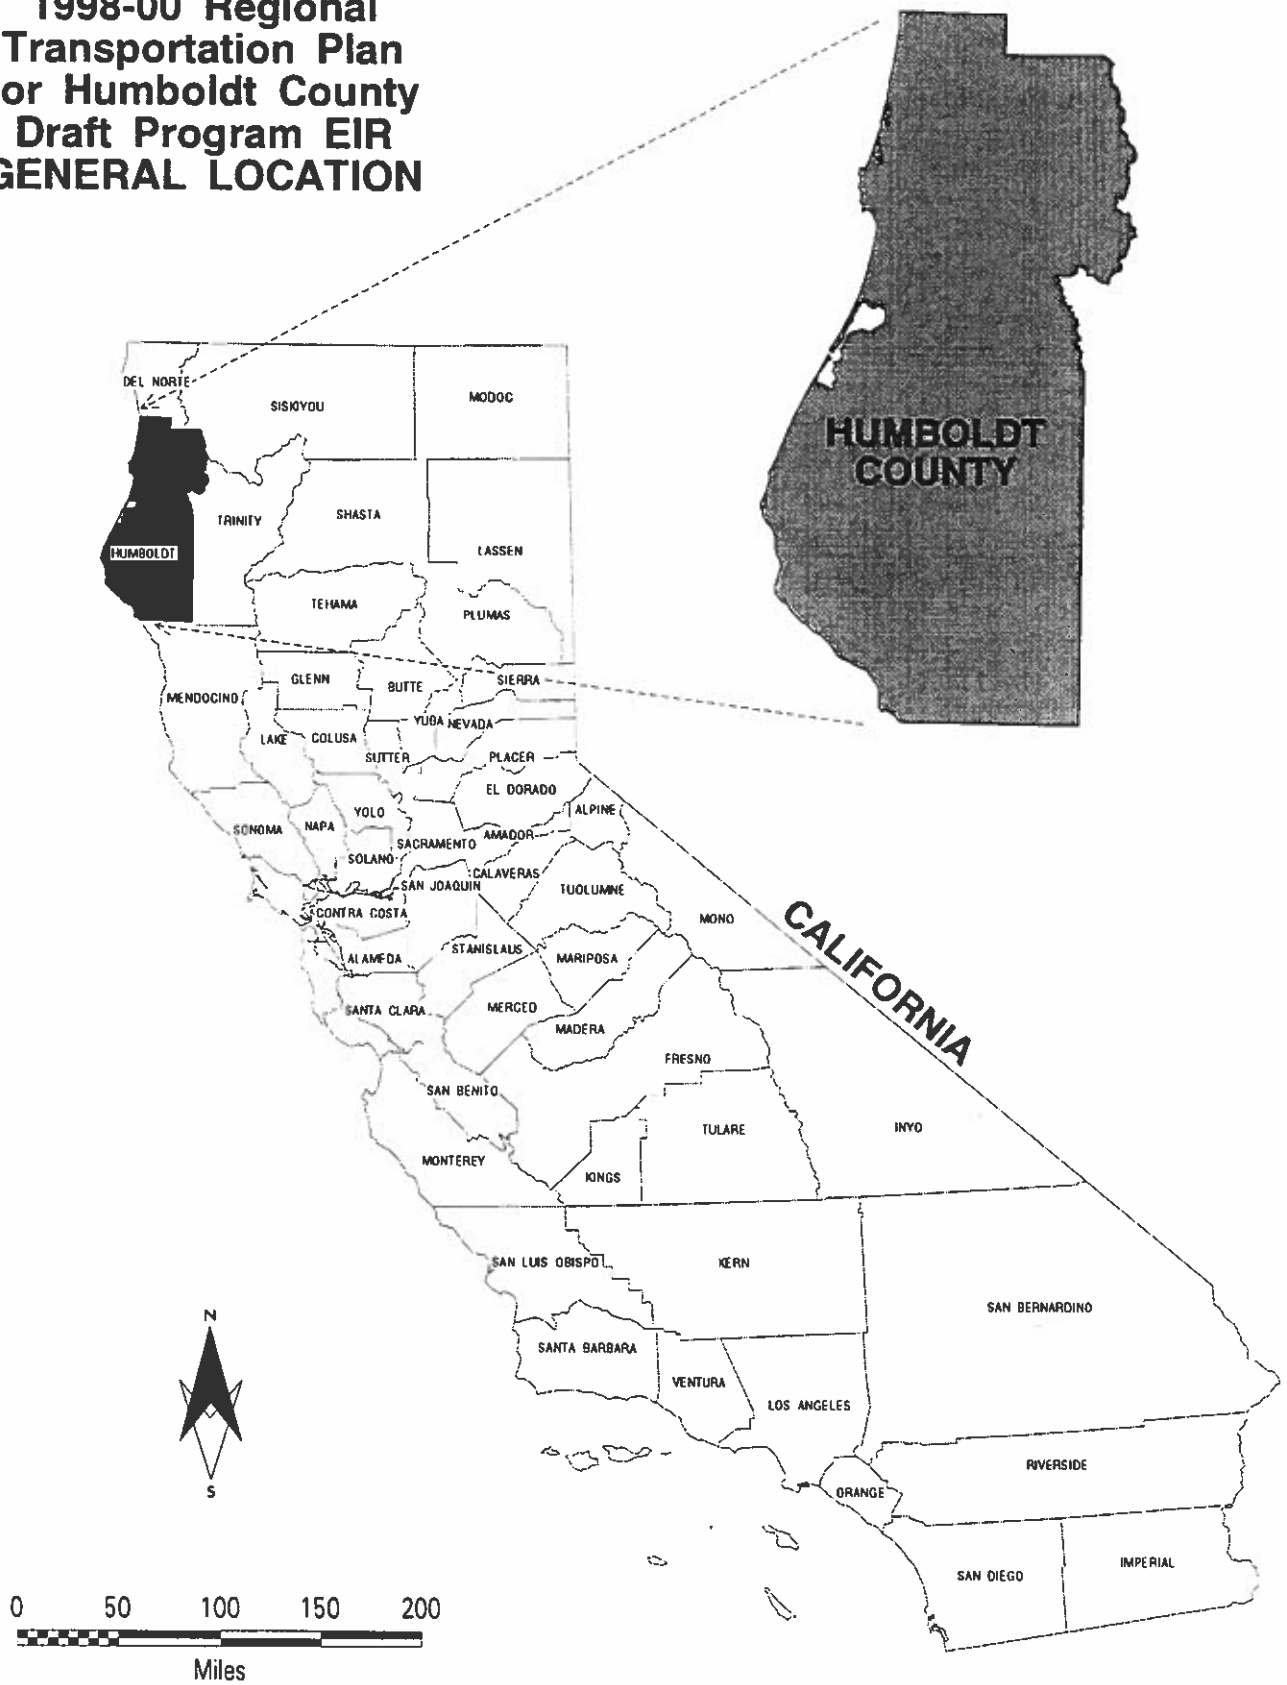 1998-00 Regional
Transportation Plan
or Humboldt County
Draft Program EIR
GENERAL LOCATION
HUMBOLDT
COUNTY
DEL NORTE
SISKIYOU
MODOC
TRINITY
SHASTA
LASSEN
HUMBOLDT
TEHAMA
PLUMAS
GLENN
BUTTE
SIERRA
MENDOCINO
YUBA
NEVADA
LAKE
COLUSA
SUTTER
PLACER
EL DORADO
YOLO
ALPINE
SONOMA
NAPA
SACRAMENTO
AMADOR
SOLANO
CALAVERAS
SAN JOAQUIN
TUOLUMNE
CONTRA COSTA
MONO
CALIFORNIA
ALAMEDA
STANISLAUS
MARIPOSA
SANTA CLARA
MERCED
MADERA
FRESNO
SAN BENITO
TULARE
INYO
MONTEREY
KINGS
SAN LUIS OBISPO
KERN
SAN BERNARDINO
N
SANTA BARBARA
VENTURA
LOS ANGELES
RIVERSIDE
ORANGE
S
SAN DIEGO
IMPERIAL
0 50 100 150 200
Miles